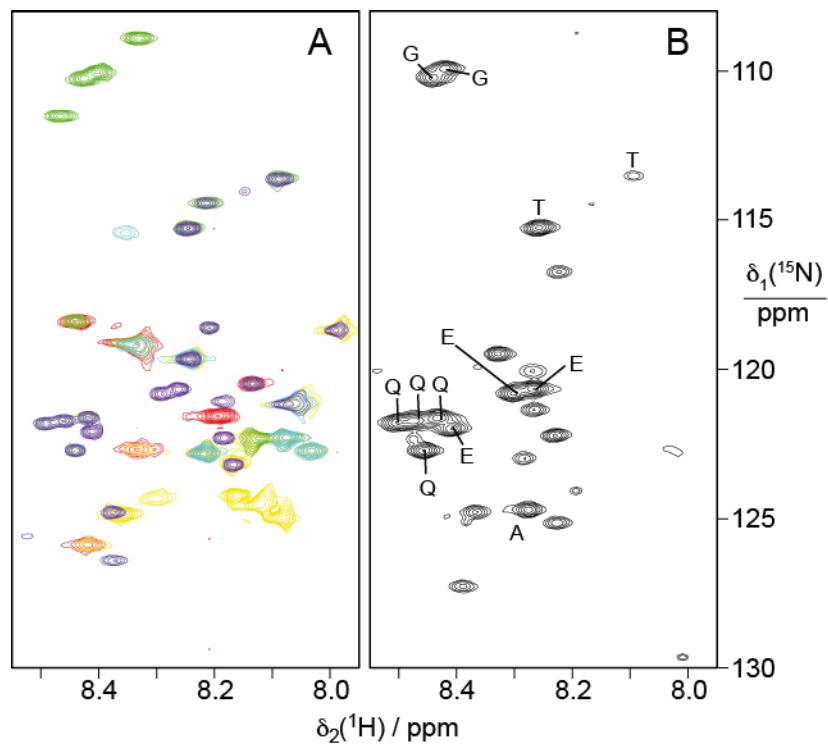 A
B
G
G
T
T
E
E
Q
Q
Q
E
Q
A
110
115
δ₁(¹⁵N)
ppm
120
125
130
8.4 8.2 8.0 8.4 8.2 8.0
δ₂(¹H) / ppm